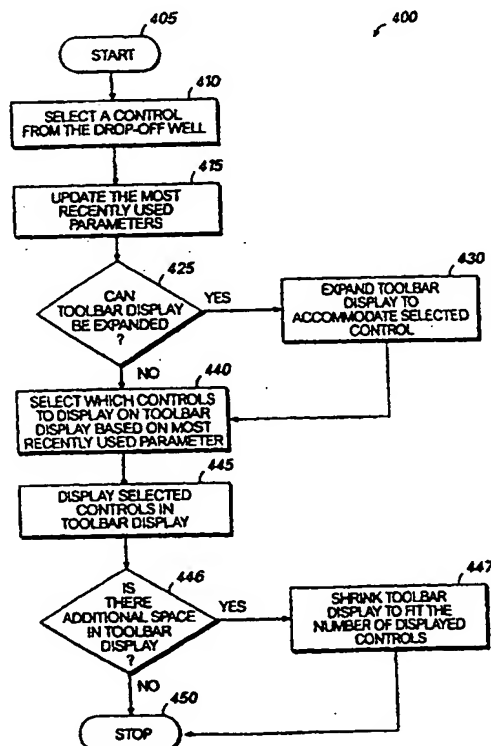 405
400
START
410
SELECT A CONTROL
FROM THE DROP-OFF WELL
415
UPDATE THE MOST
RECENTLY USED
PARAMETERS
425
CAN
TOOLBAR DISPLAY
BE EXPANDED
?
YES
NO
430
EXPAND TOOLBAR
DISPLAY TO
ACCOMMODATE SELECTED
CONTROL
440
SELECT WHICH CONTROLS
TO DISPLAY ON TOOLBAR
DISPLAY BASED ON MOST
RECENTLY USED PARAMETER
445
DISPLAY SELECTED
CONTROLS IN
TOOLBAR DISPLAY
446
IS
THERE
ADDITIONAL SPACE
IN TOOLBAR
DISPLAY
?
YES
NO
447
SHRINK TOOLBAR
DISPLAY TO FIT THE
NUMBER OF DISPLAYED
CONTROLS
450
STOP